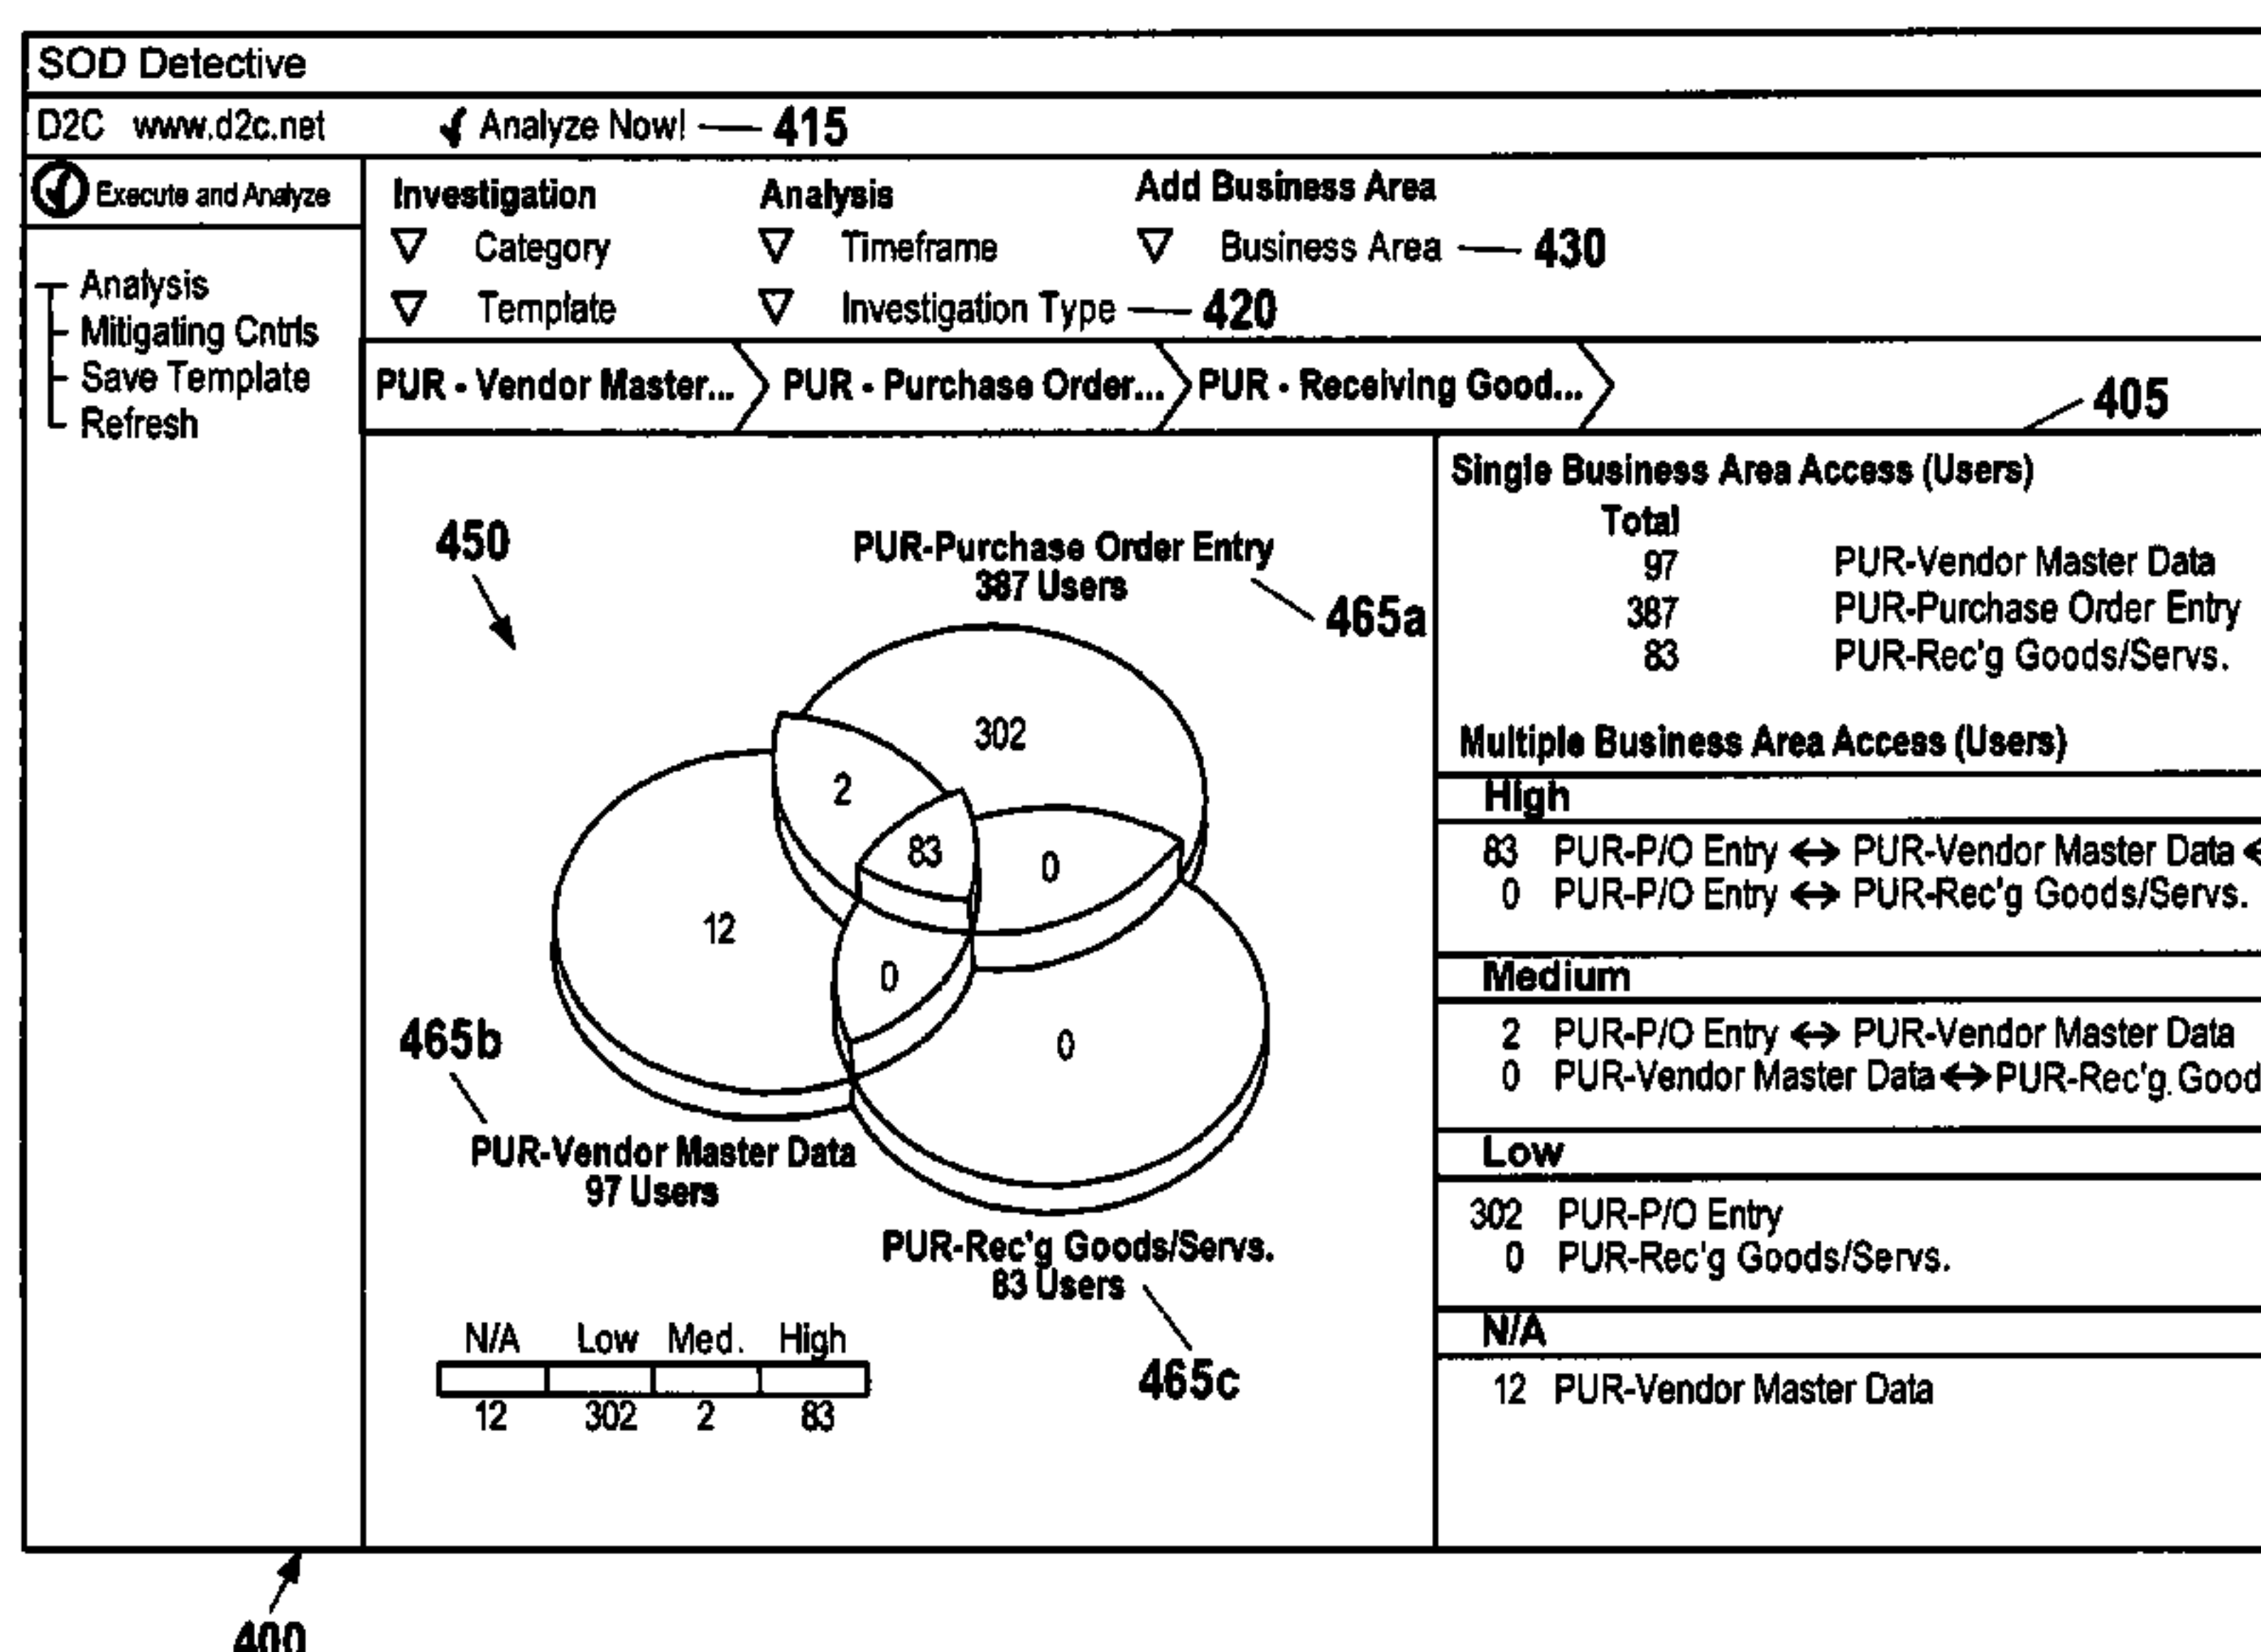 SOD Detective
D2C www.d2c.net Analyze Now! 415
Execute and Analyze
Analysis
Mitigating Cntrls
Save Template
Refresh
Investigation Analysis Add Business Area
Category Timeframe Business Area 430
Template Investigation Type 420
PUR - Vendor Master... PUR - Purchase Order... PUR - Receiving Good...
405
450
PUR-Purchase Order Entry
387 Users
465a
302
2
83
0
12
0
0
465b
PUR-Vendor Master Data
97 Users
PUR-Rec'g Goods/Servs.
83 Users
465c
N/A Low Med. High
12 302 2 83
Single Business Area Access (Users)
Total
97 PUR-Vendor Master Data
387 PUR-Purchase Order Entry
83 PUR-Rec'g Goods/Servs.
Multiple Business Area Access (Users)
High
83 PUR-P/O Entry ↔ PUR-Vendor Master Data
0 PUR-P/O Entry ↔ PUR-Rec'g Goods/Servs.
Medium
2 PUR-P/O Entry ↔ PUR-Vendor Master Data
0 PUR-Vendor Master Data ↔ PUR-Rec'g Good
Low
302 PUR-P/O Entry
0 PUR-Rec'g Goods/Servs.
N/A
12 PUR-Vendor Master Data
400